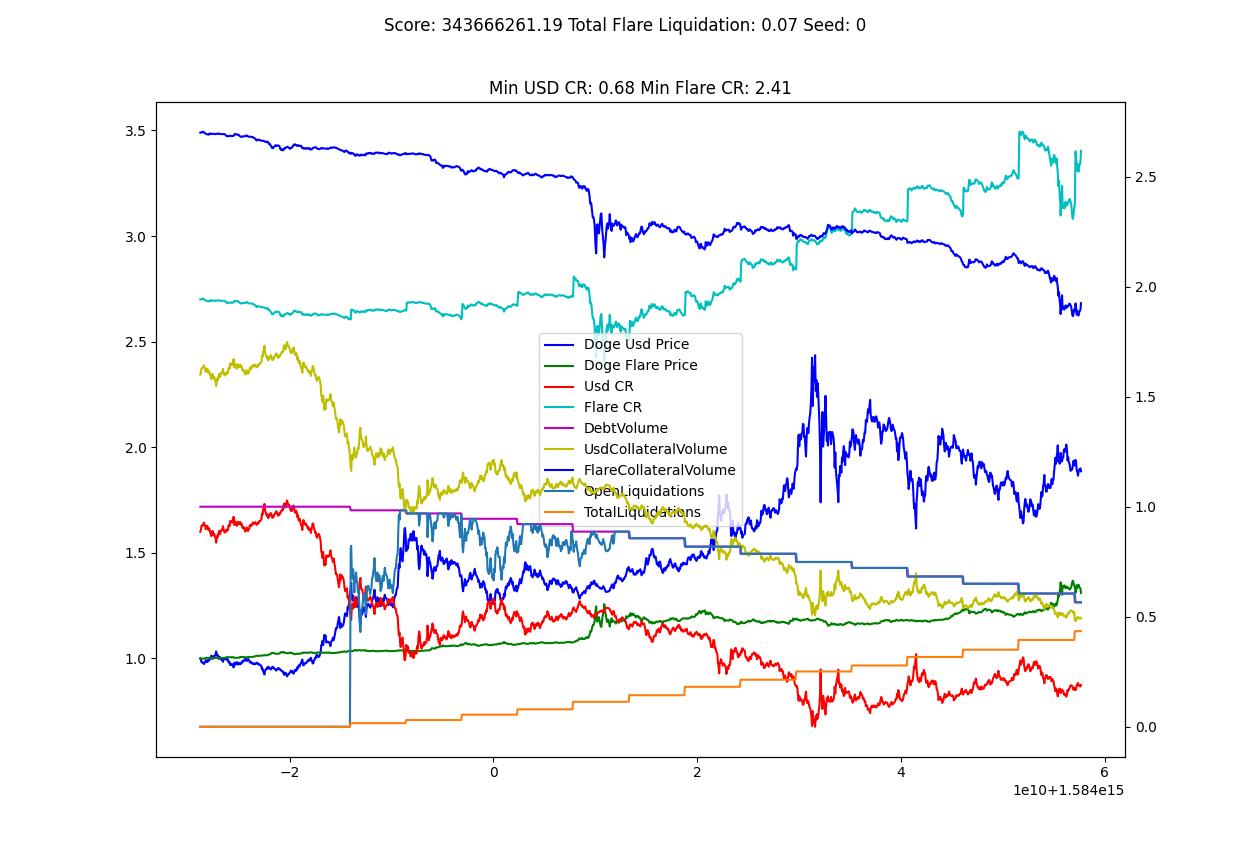 Score: 343666261.19 Total Flare Liquidation: 0.07 Seed: 0
Min USD CR: 0.68 Min Flare CR: 2.41
3.5
3.0
2.5
2.0
1.5
1.0
Doge Usd Price
Doge Flare Price
Usd CR
Flare CR
DebtVolume
UsdCollateralVolume
FlareCollateralVolume
OpenLiquidations
TotalLiquidations
2.5
2.0
1.5
1.0
0.5
0.0
−2 0 2 4 6
1e10+1.584e15